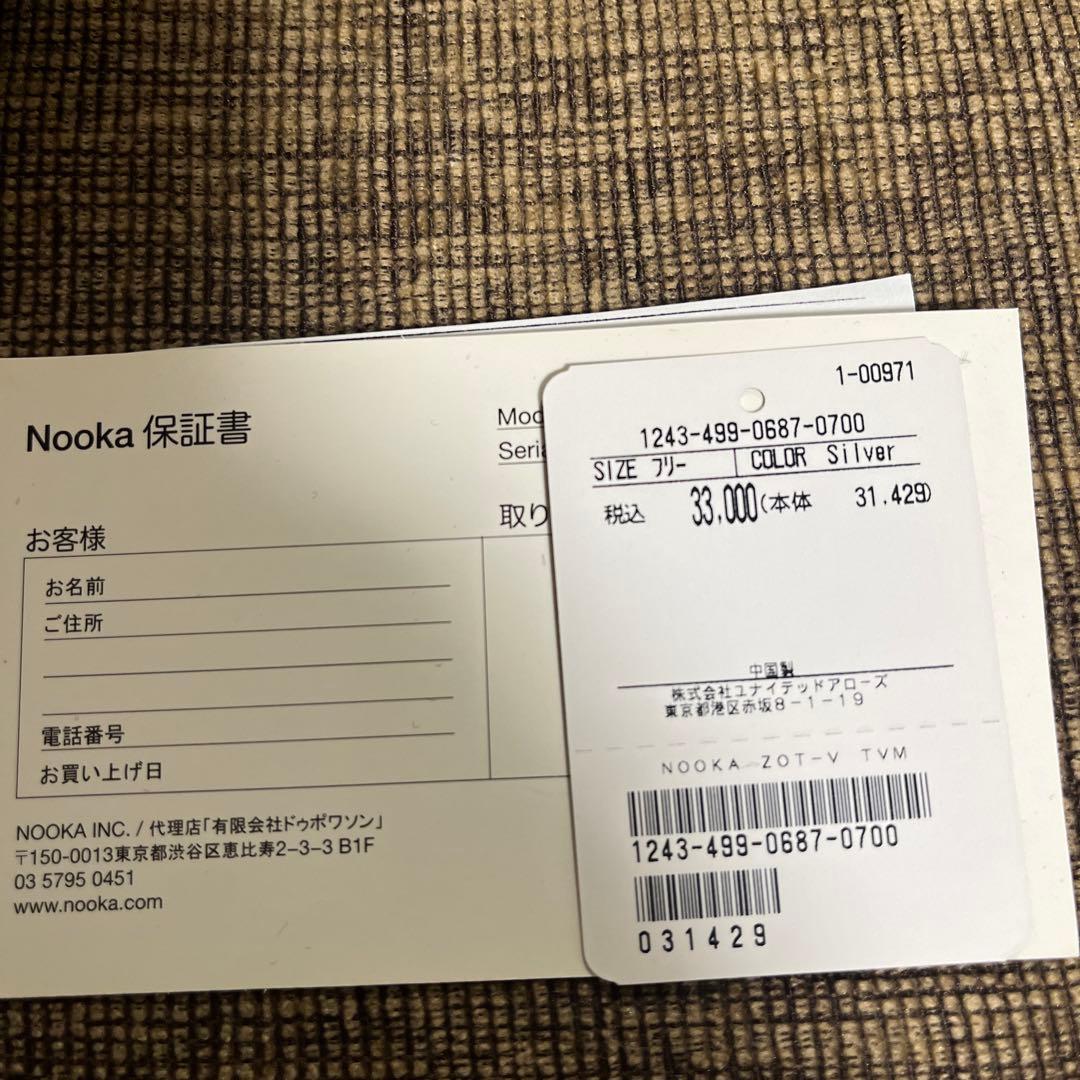 Nooka 保証書
Mod
Seria
取り
お客様
お名前
ご住所
電話番号
お買い上げ日
NOOKA INC. / 代理店「有限会社ドゥポワソン」
〒150-0013東京都渋谷区恵比寿2-3-3 B1F
03 5795 0451
www.nooka.com
1-00971
1243-499-0687-0700
SIZE フリー COLOR Silver
税込 33,000(本体 31,429)
中国製
株式会社ユナイテッドアローズ
東京都港区赤坂8-1-19
NOOKA ZOT-V TVM
1243-499-0687-0700
031429